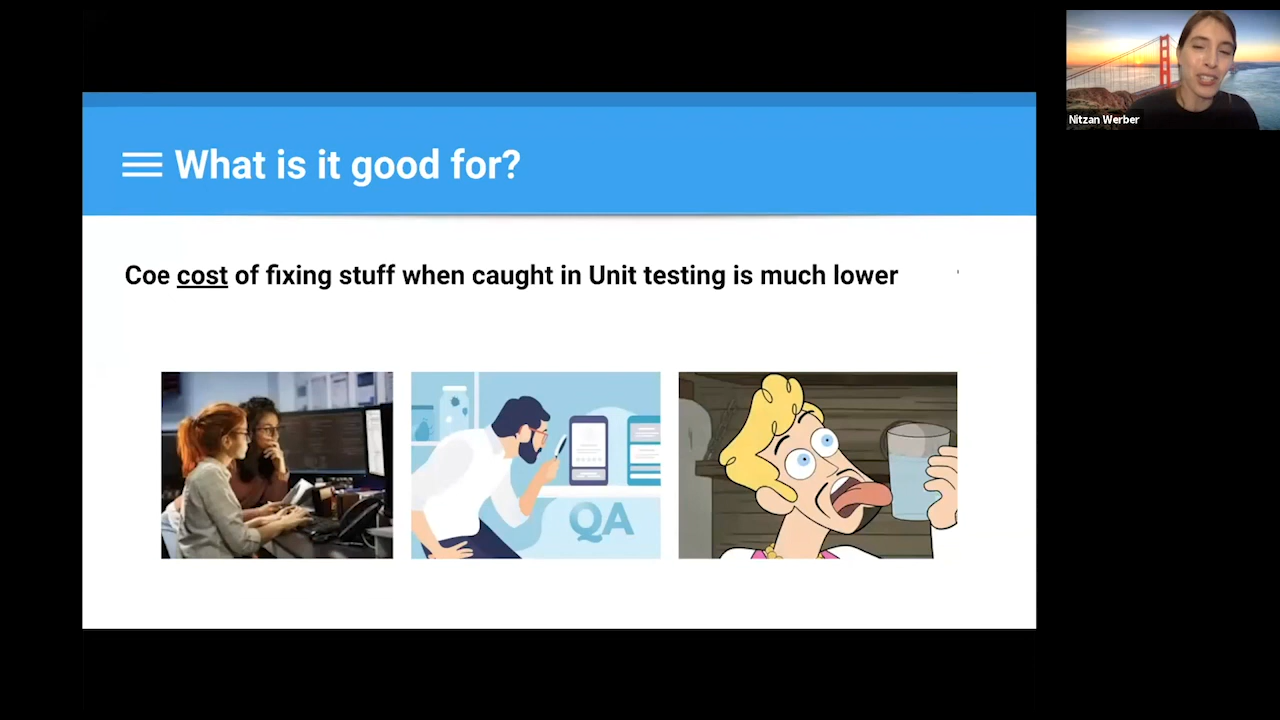 What is it good for?
Coe cost of fixing stuff when caught in Unit testing is much lower
QA
Nitzan Werber